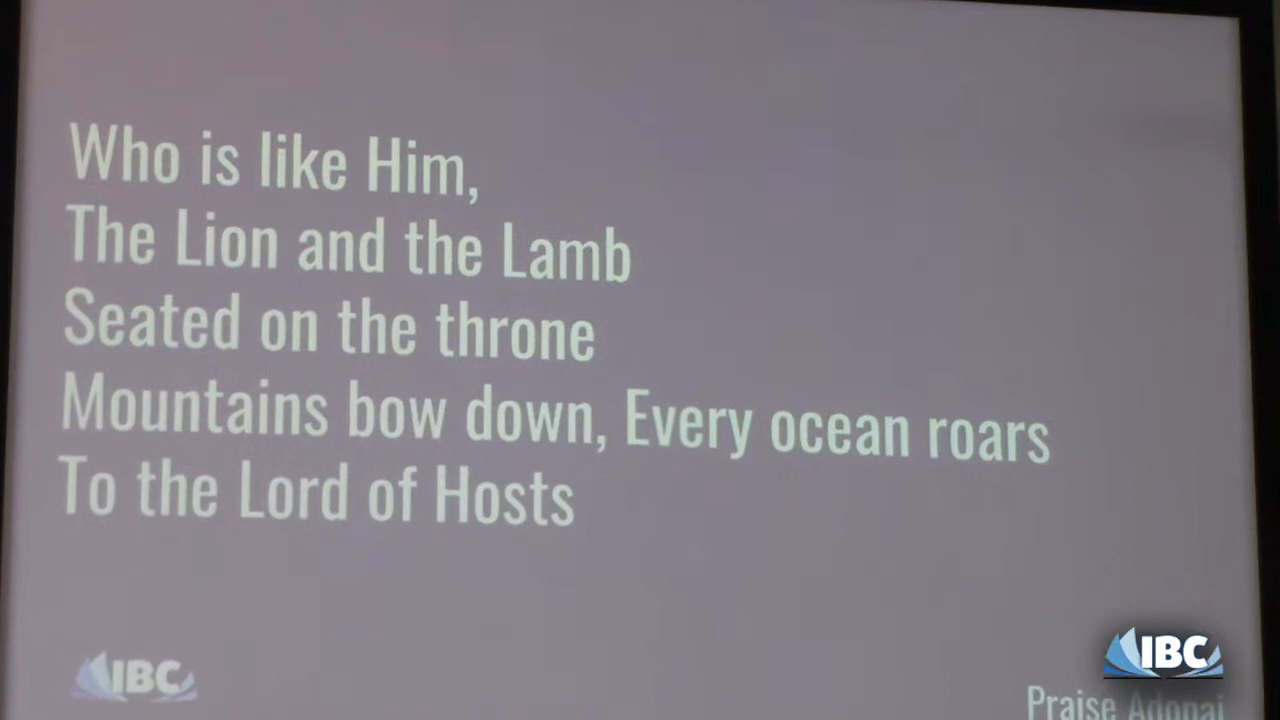 Who is like Him,
The Lion and the Lamb
Seated on the throne
Mountains bow down, Every ocean roars
To the Lord of Hosts
IBC
IBC
Praise Adonai